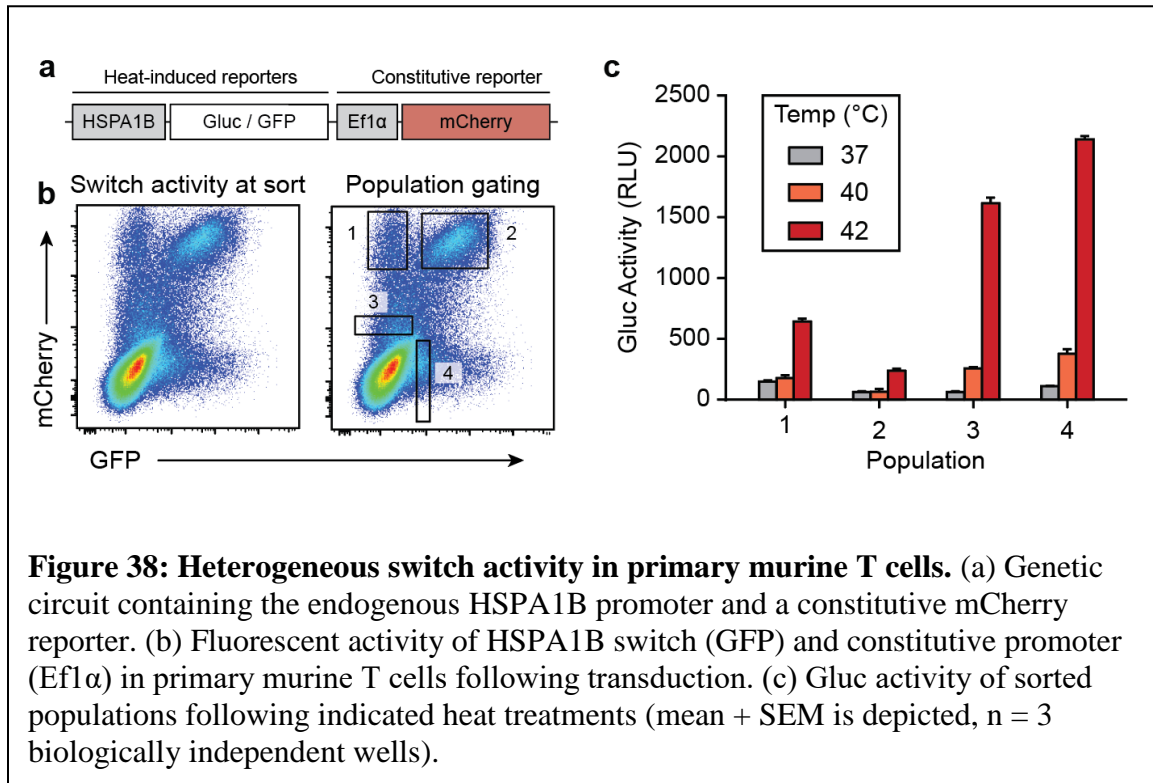 a
Heat-induced reporters Constitutive reporter
HSPA1B Gluc / GFP Ef1α mCherry
b
Switch activity at sort Population gating
mCherry
1 2
3
4
GFP
c
Gluc Activity (RLU)
2500
2000
1500
1000
500
0
Temp (°C)
37
40
42
1 2 3 4
Population
Figure 38: Heterogeneous switch activity in primary murine T cells. (a) Genetic
circuit containing the endogenous HSPA1B promoter and a constitutive mCherry
reporter. (b) Fluorescent activity of HSPA1B switch (GFP) and constitutive promoter
(Ef1α) in primary murine T cells following transduction. (c) Gluc activity of sorted
populations following indicated heat treatments (mean + SEM is depicted, n = 3
biologically independent wells).